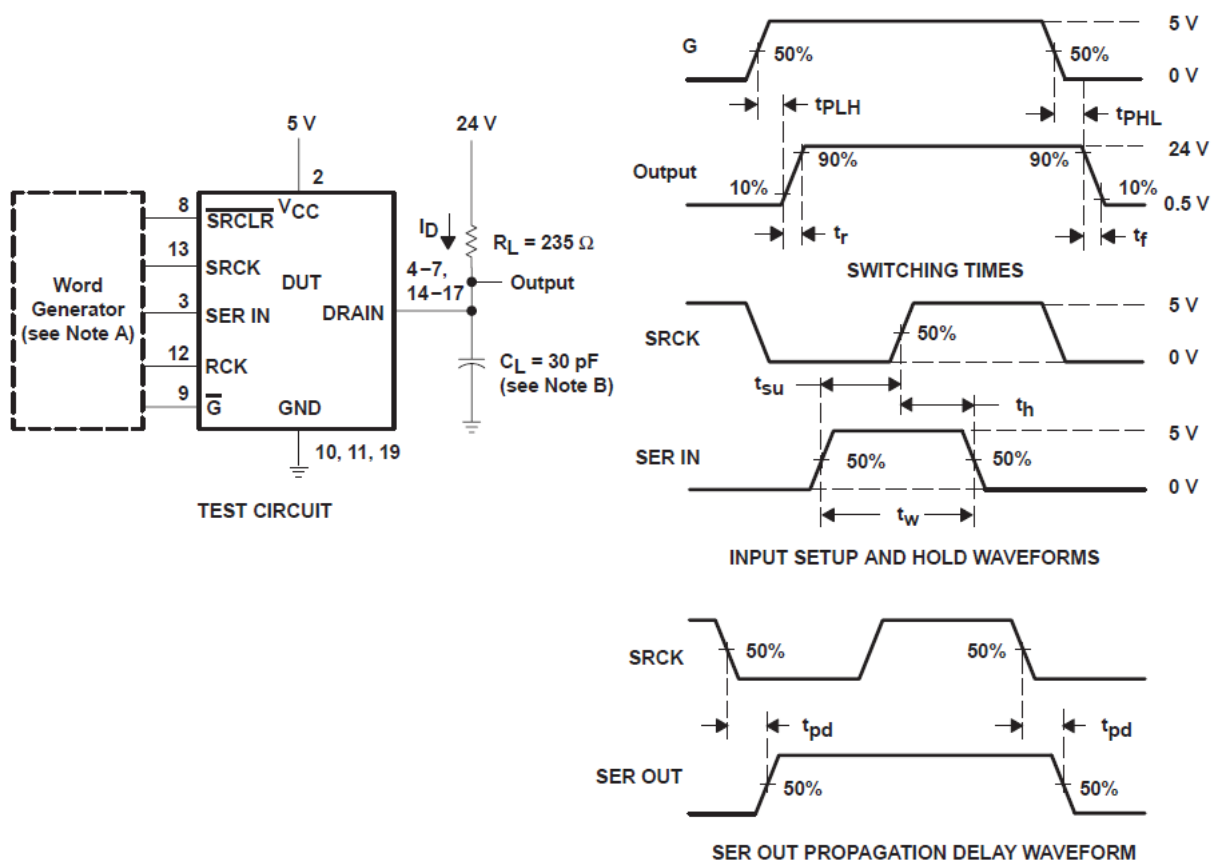 5 V
24 V
2
8
SRCLR
VCC
ID
RL = 235 Ω
13
SRCK
DUT
4–7,
14–17
Output
Word
Generator
(see Note A)
3
SER IN
DRAIN
12
RCK
CL = 30 pF
(see Note B)
9
G
GND
10, 11, 19
TEST CIRCUIT
G
50%
50%
5 V
0 V
tPLH
tPHL
Output
10%
90%
90%
10%
24 V
0.5 V
tr
tf
SWITCHING TIMES
SRCK
50%
5 V
0 V
tsu
th
SER IN
50%
50%
5 V
0 V
tw
INPUT SETUP AND HOLD WAVEFORMS
SRCK
50%
50%
tpd
tpd
SER OUT
50%
50%
SER OUT PROPAGATION DELAY WAVEFORM